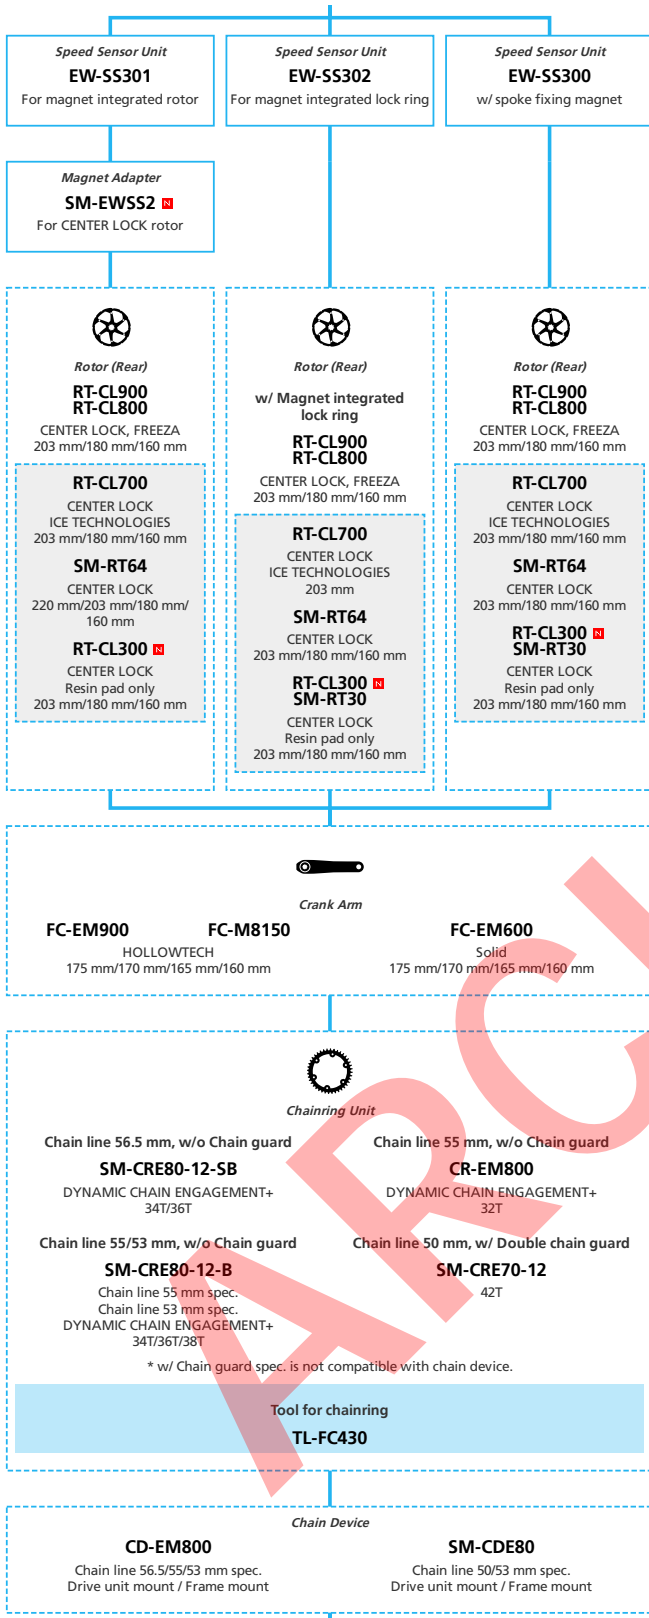 Speed Sensor Unit
EW-SS301
For magnet integrated rotor
Speed Sensor Unit
EW-SS302
For magnet integrated lock ring
Speed Sensor Unit
EW-SS300
w/ spoke fixing magnet
Magnet Adapter
SM-EWSS2 N
For CENTER LOCK rotor
Rotor (Rear)
RT-CL900
RT-CL800
CENTER LOCK, FREEZA
203 mm/180 mm/160 mm
RT-CL700
CENTER LOCK
ICE TECHNOLOGIES
203 mm/180 mm/160 mm
SM-RT64
CENTER LOCK
220 mm/203 mm/180 mm/
160 mm
RT-CL300 N
CENTER LOCK
Resin pad only
203 mm/180 mm/160 mm
Rotor (Rear)
w/ Magnet integrated
lock ring
RT-CL900
RT-CL800
CENTER LOCK, FREEZA
203 mm/180 mm/160 mm
RT-CL700
CENTER LOCK
ICE TECHNOLOGIES
203 mm
SM-RT64
CENTER LOCK
203 mm/180 mm/160 mm
RT-CL300 N
SM-RT30
CENTER LOCK
Resin pad only
203 mm/180 mm/160 mm
Rotor (Rear)
RT-CL900
RT-CL800
CENTER LOCK, FREEZA
203 mm/180 mm/160 mm
RT-CL700
CENTER LOCK
ICE TECHNOLOGIES
203 mm/180 mm/160 mm
SM-RT64
CENTER LOCK
203 mm/180 mm/160 mm
RT-CL300 N
SM-RT30
CENTER LOCK
Resin pad only
203 mm/180 mm/160 mm
Crank Arm
FC-EM900 FC-M8150
HOLLOWTECH
175 mm/170 mm/165 mm/160 mm
FC-EM600
Solid
175 mm/170 mm/165 mm/160 mm
Chainring Unit
Chain line 56.5 mm, w/o Chain guard
SM-CRE80-12-SB
DYNAMIC CHAIN ENGAGEMENT+
34T/36T
Chain line 55 mm, w/o Chain guard
CR-EM800
DYNAMIC CHAIN ENGAGEMENT+
32T
Chain line 55/53 mm, w/o Chain guard
SM-CRE80-12-B
Chain line 55 mm spec.
Chain line 53 mm spec.
DYNAMIC CHAIN ENGAGEMENT+
34T/36T/38T
Chain line 50 mm, w/ Double chain guard
SM-CRE70-12
42T
* w/ Chain guard spec. is not compatible with chain device.
Tool for chainring
TL-FC430
Chain Device
CD-EM800
Chain line 56.5/55/53 mm spec.
Drive unit mount / Frame mount
SM-CDE80
Chain line 50/53 mm spec.
Drive unit mount / Frame mount